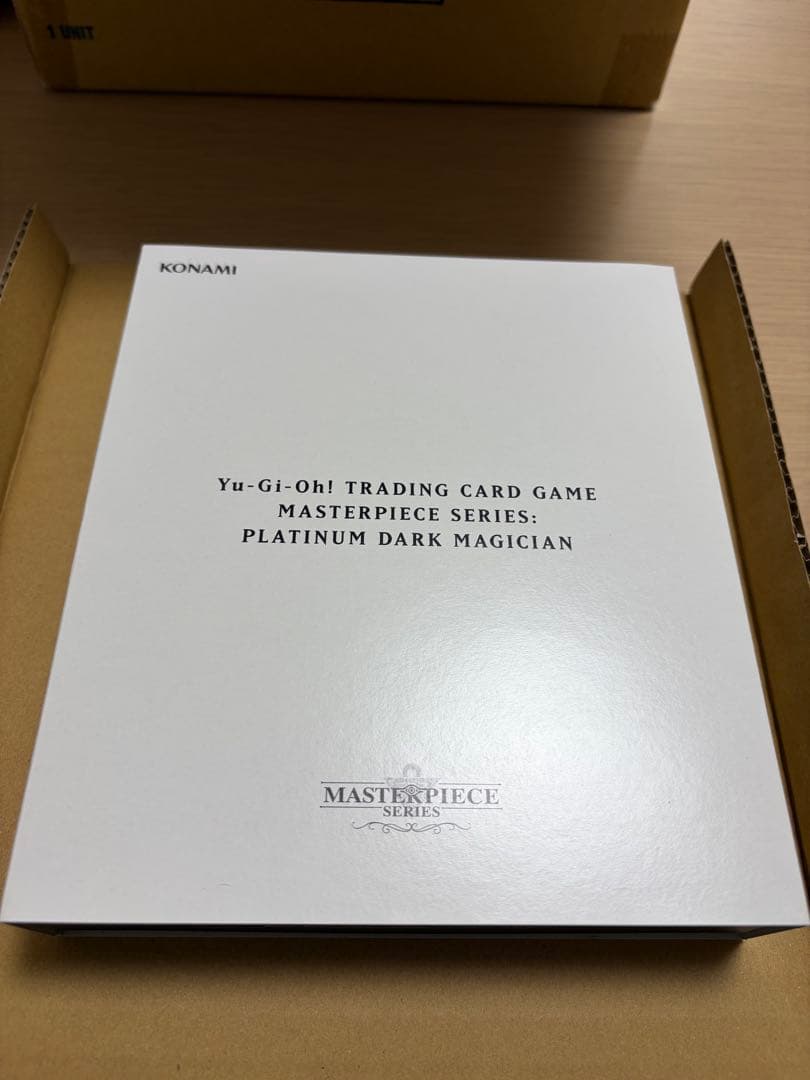 1 UNIT
KONAMI
Yu-Gi-Oh! TRADING CARD GAME
MASTERPIECE SERIES:
PLATINUM DARK MAGICIAN
MASTERPIECE
SERIES